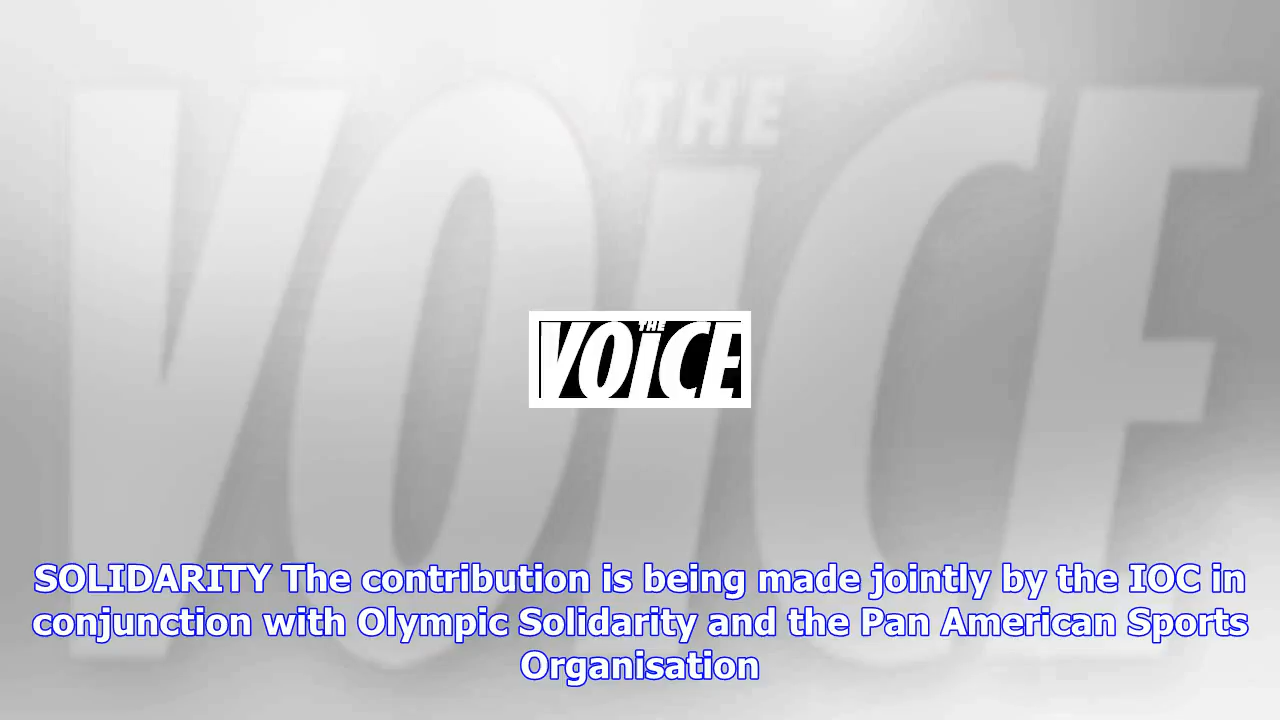 THE
VOiCE
THE
VOiCE
SOLIDARITY The contribution is being made jointly by the IOC in
conjunction with Olympic Solidarity and the Pan American Sports
Organisation